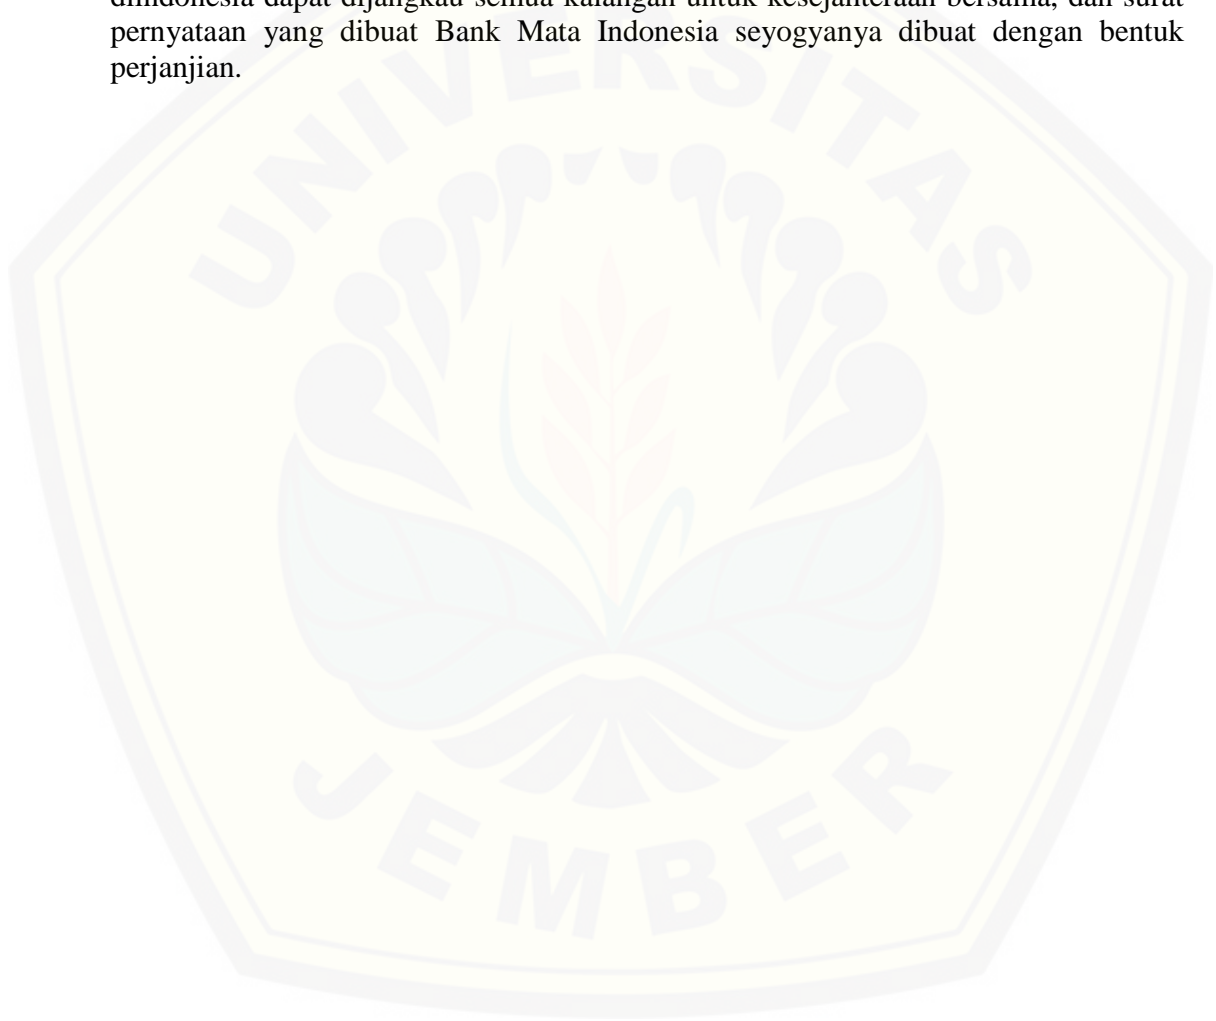 diindonesia dapat dijangkau semua kalangan untuk kesejahteraan bersama, dan surat
pernyataan yang dibuat Bank Mata Indonesia seyogyanya dibuat dengan bentuk
perjanjian.
UNIVERSITAS
JEMBER